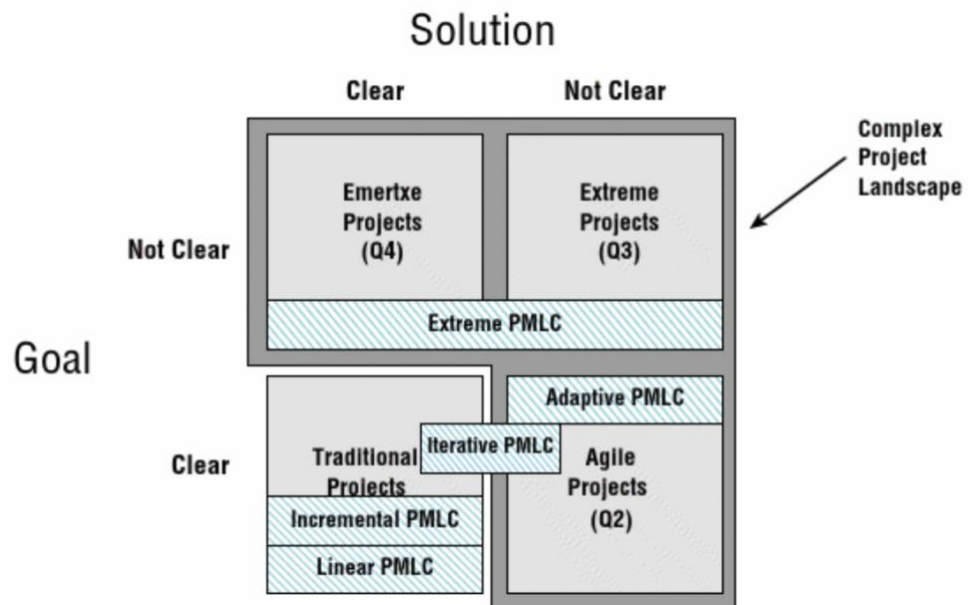 Solution
Clear
Not Clear
Complex
Project
Landscape
Emertxe
Projects
(Q4)
Extreme
Projects
(Q3)
Not Clear
Extreme PMLC
Goal
Adaptive PMLC
Iterative PMLC
Clear
Traditional
Projects
Agile
Projects
(Q2)
Incremental PMLC
Linear PMLC